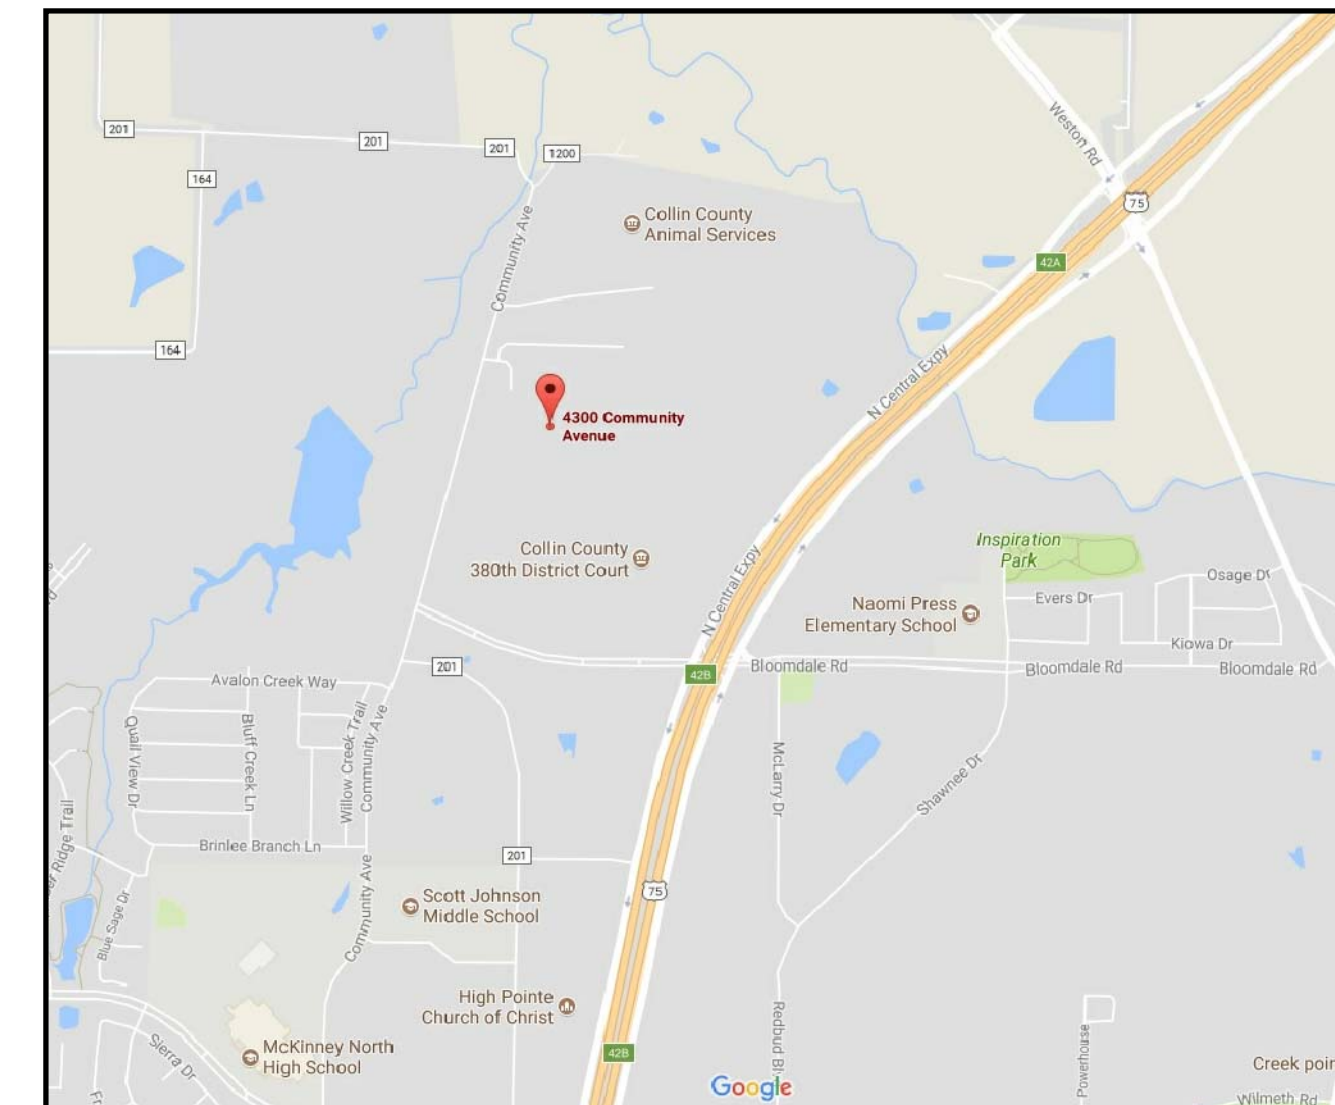 201
201
201
1200
164
Weston Rd
75
Collin County
Animal Services
Community Ave
42A
164
N Central Expy
4300 Community
Avenue
Collin County
380th District Court
N Central Expy
Inspiration
Park
Naomi Press
Elementary School
Evers Dr
Osage Dr
Kiowa Dr
201
42B
Bloomdale Rd
Bloomdale Rd
Bloomdale Rd
Avalon Creek Way
Quail View Dr
Bluff Creek Ln
Willow Creek Trail
Community Ave
McLarry Dr
Shawnee Dr
Ridge Trail
Brinlee Branch Ln
201
75
Community Ave
Scott Johnson
Middle School
Blue Sage Dr
High Pointe
Church of Christ
Redbud Bl
Powerhouse
Sierra Dr
McKinney North
High School
42B
Google
Creek poin
Wilmeth Rd
Fr